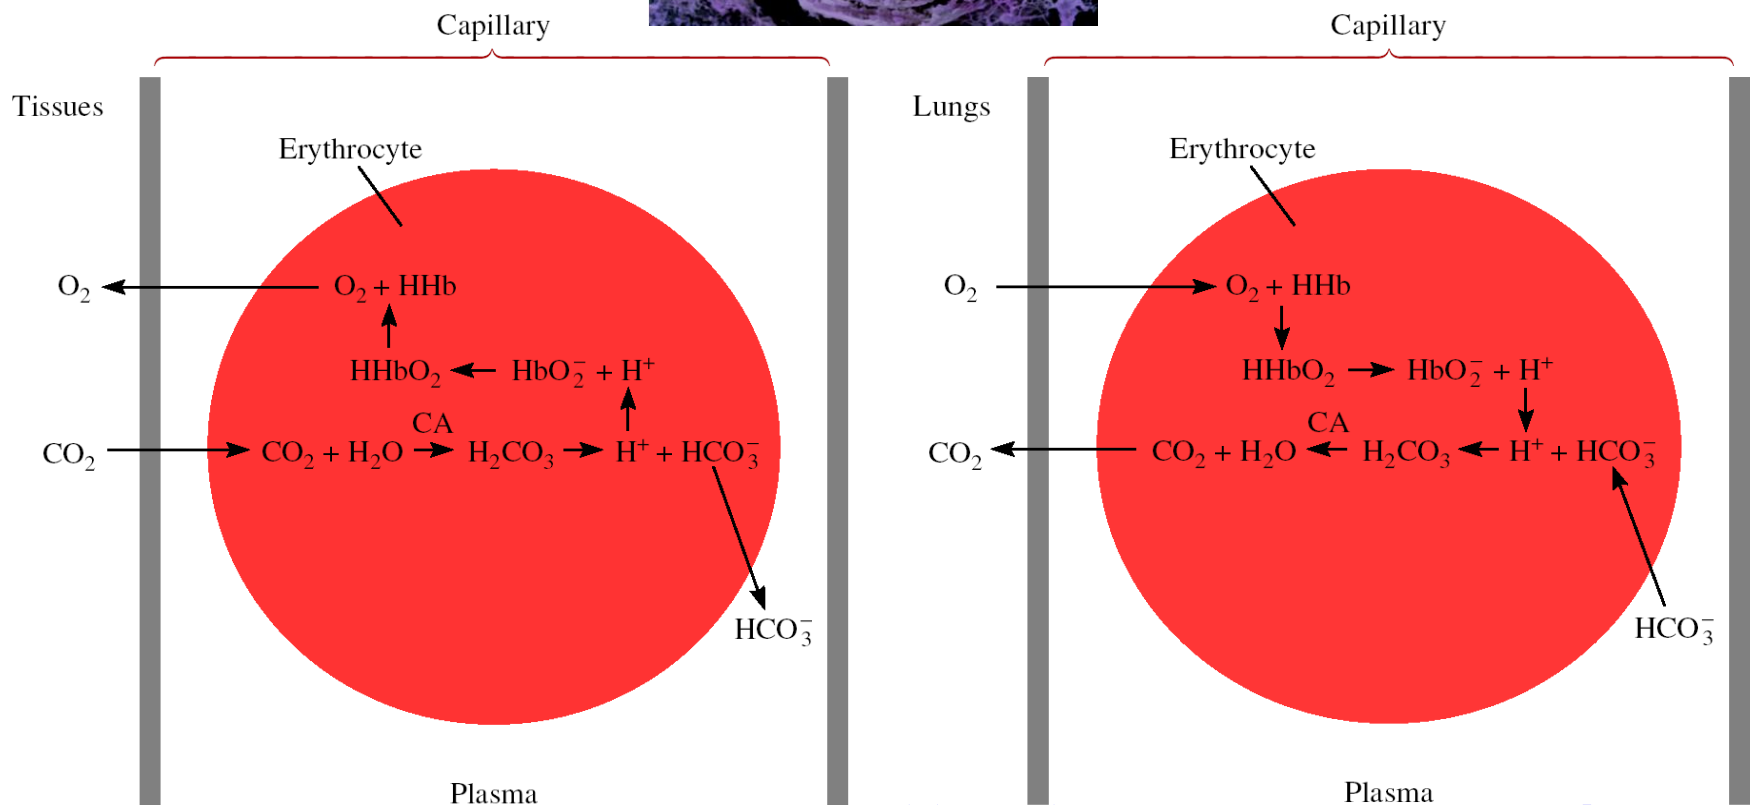 Capillary
Tissues
Erythrocyte
O₂ O₂ + HHb
HHbO₂ HbO₂⁻ + H⁺
CA
CO₂ CO₂ + H₂O H₂CO₃ H⁺ + HCO₃⁻
HCO₃⁻
Plasma
Capillary
Lungs
Erythrocyte
O₂ O₂ + HHb
HHbO₂ HbO₂⁻ + H⁺
CA
CO₂ CO₂ + H₂O H₂CO₃ H⁺ + HCO₃⁻
HCO₃⁻
Plasma